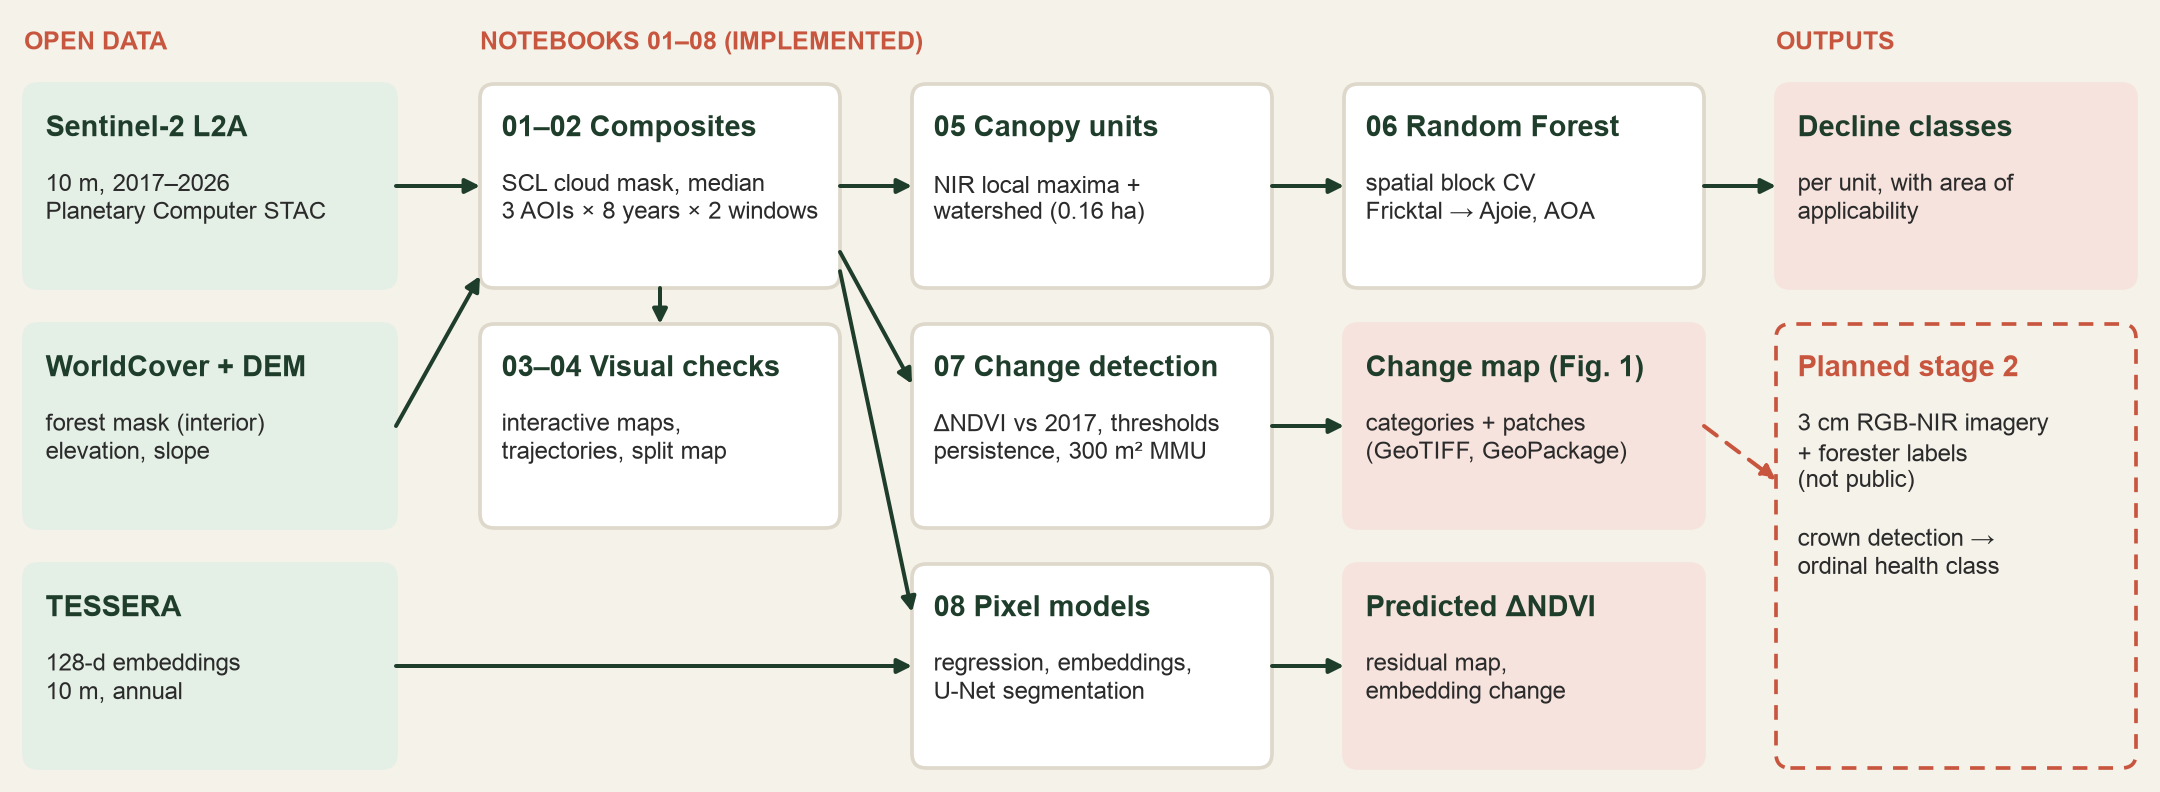 OPEN DATA
NOTEBOOKS 01–08 (IMPLEMENTED)
OUTPUTS
Sentinel-2 L2A
10 m, 2017–2026
Planetary Computer STAC
01–02 Composites
SCL cloud mask, median
3 AOIs × 8 years × 2 windows
05 Canopy units
NIR local maxima +
watershed (0.16 ha)
06 Random Forest
spatial block CV
Fricktal → Ajoie, AOA
Decline classes
per unit, with area of
applicability
WorldCover + DEM
forest mask (interior)
elevation, slope
03–04 Visual checks
interactive maps,
trajectories, split map
07 Change detection
ΔNDVI vs 2017, thresholds
persistence, 300 m² MMU
Change map (Fig. 1)
categories + patches
(GeoTIFF, GeoPackage)
Planned stage 2
3 cm RGB-NIR imagery
+ forester labels
(not public)
crown detection →
ordinal health class
TESSERA
128-d embeddings
10 m, annual
08 Pixel models
regression, embeddings,
U-Net segmentation
Predicted ΔNDVI
residual map,
embedding change